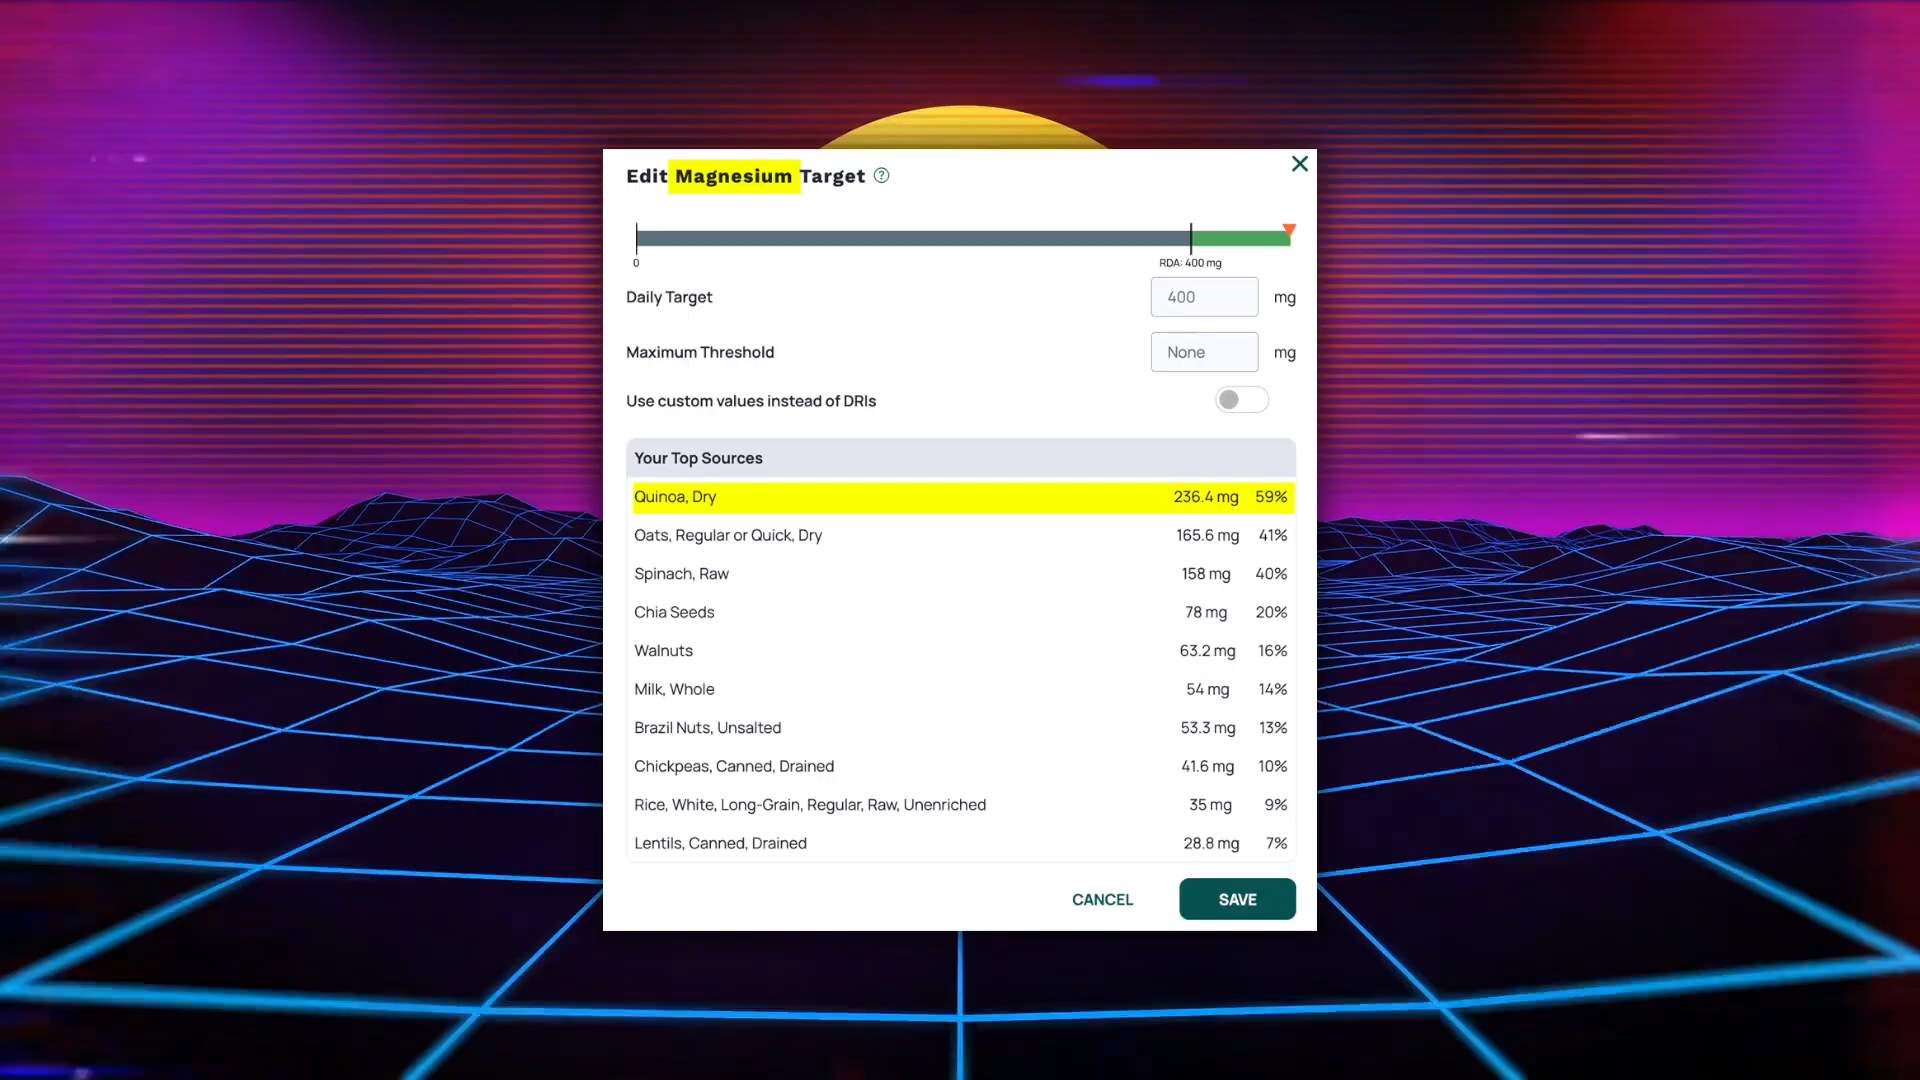 Edit Magnesium Target ?
0
RDA: 400 mg
Daily Target 400 mg
Maximum Threshold None mg
Use custom values instead of DRIs
Your Top Sources
Quinoa, Dry 236.4 mg 59%
Oats, Regular or Quick, Dry 165.6 mg 41%
Spinach, Raw 158 mg 40%
Chia Seeds 78 mg 20%
Walnuts 63.2 mg 16%
Milk, Whole 54 mg 14%
Brazil Nuts, Unsalted 53.3 mg 13%
Chickpeas, Canned, Drained 41.6 mg 10%
Rice, White, Long-Grain, Regular, Raw, Unenriched 35 mg 9%
Lentils, Canned, Drained 28.8 mg 7%
CANCEL SAVE